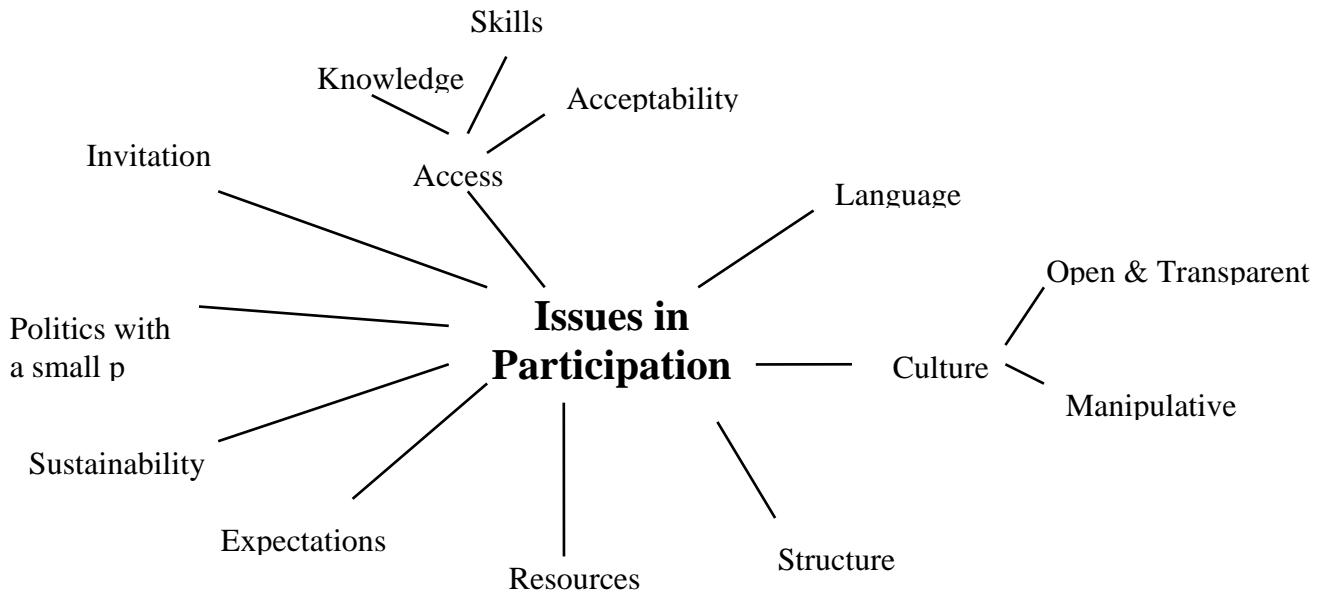 Skills
Knowledge
Acceptability
Invitation
Access
Language
Open & Transparent
Issues in
Participation
Politics with
a small p
Culture
Manipulative
Sustainability
Expectations
Structure
Resources